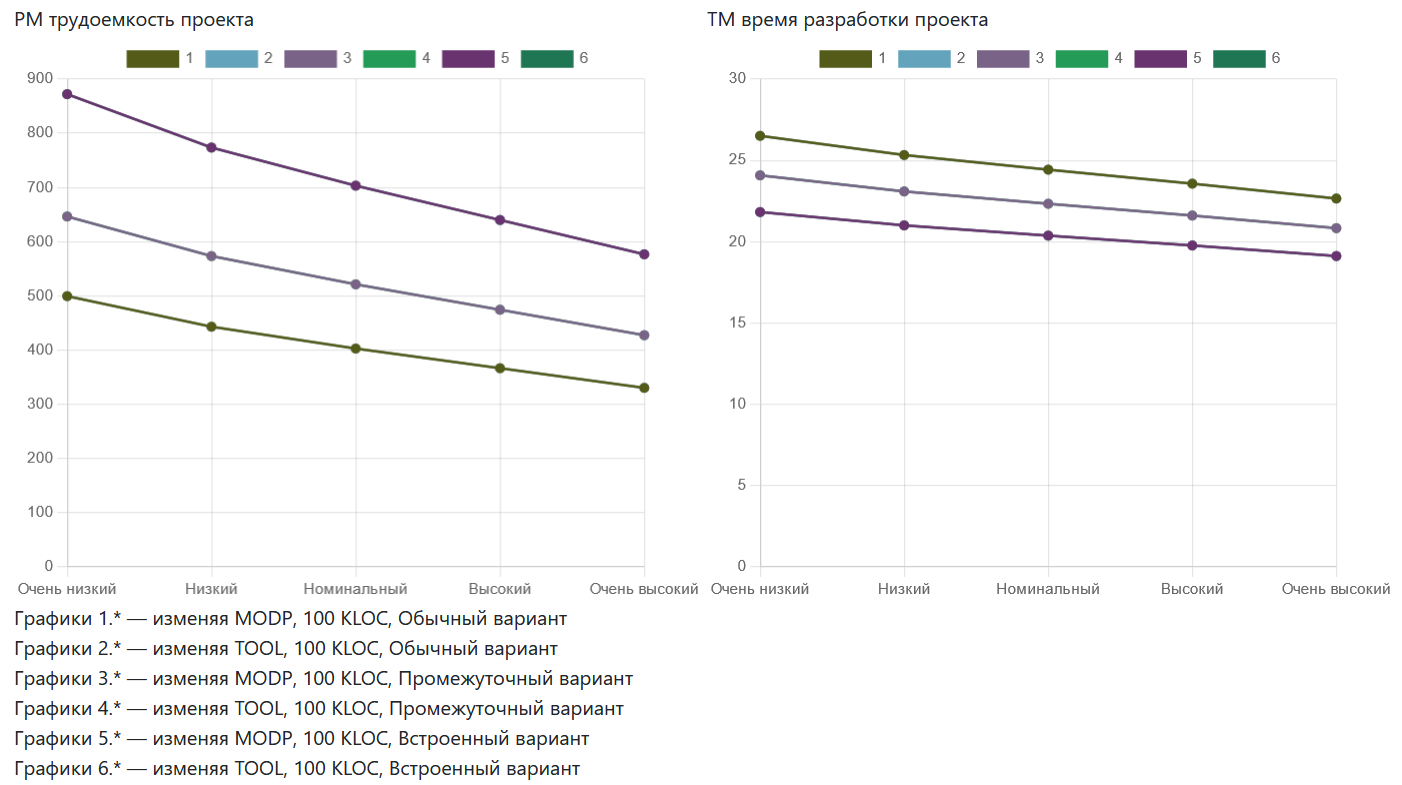 PM трудоемкость проекта
1 2 3 4 5 6
900
800
700
600
500
400
300
200
100
0
Очень низкий Низкий Номинальный Высокий Очень высокий
TM время разработки проекта
1 2 3 4 5 6
30
25
20
15
10
5
0
Очень низкий Низкий Номинальный Высокий Очень высокий
Графики 1.* — изменяя MODP, 100 KLOC, Обычный вариант
Графики 2.* — изменяя TOOL, 100 KLOC, Обычный вариант
Графики 3.* — изменяя MODP, 100 KLOC, Промежуточный вариант
Графики 4.* — изменяя TOOL, 100 KLOC, Промежуточный вариант
Графики 5.* — изменяя MODP, 100 KLOC, Встроенный вариант
Графики 6.* — изменяя TOOL, 100 KLOC, Встроенный вариант